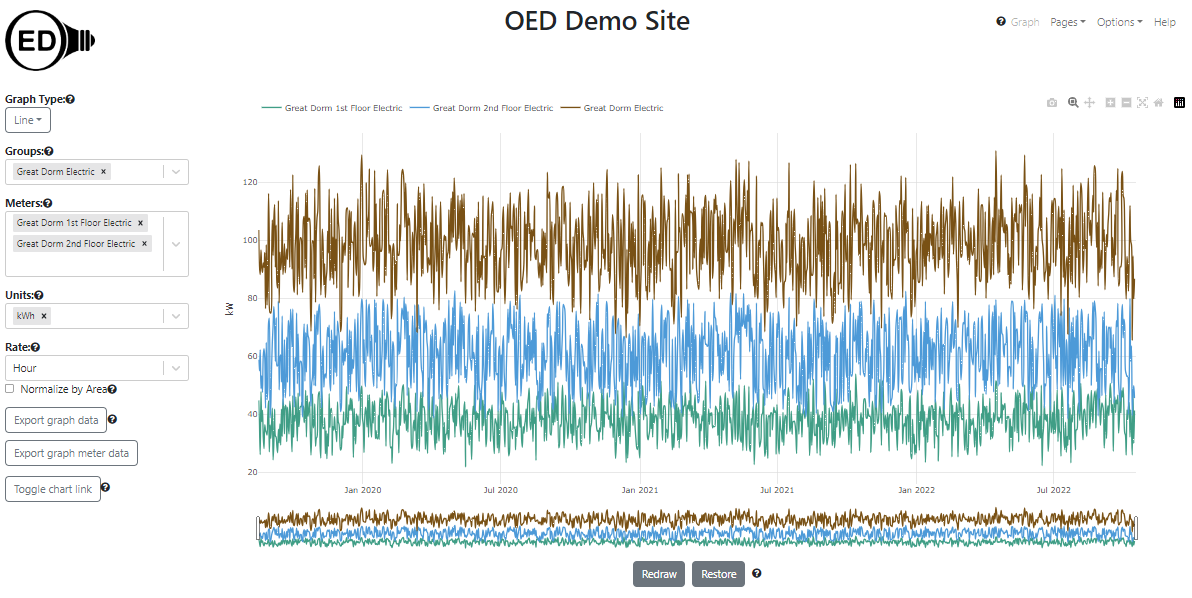 OED Demo Site
ED
Graph Pages Options Help
Graph Type:
Line
Groups:
Great Dorm Electric ×
Meters:
Great Dorm 1st Floor Electric ×
Great Dorm 2nd Floor Electric ×
Units:
kWh ×
Rate:
Hour
Normalize by Area
Export graph data
Export graph meter data
Toggle chart link
Great Dorm 1st Floor Electric Great Dorm 2nd Floor Electric Great Dorm Electric
kW
120
100
80
60
40
20
Jan 2020 Jul 2020 Jan 2021 Jul 2021 Jan 2022 Jul 2022
Redraw Restore